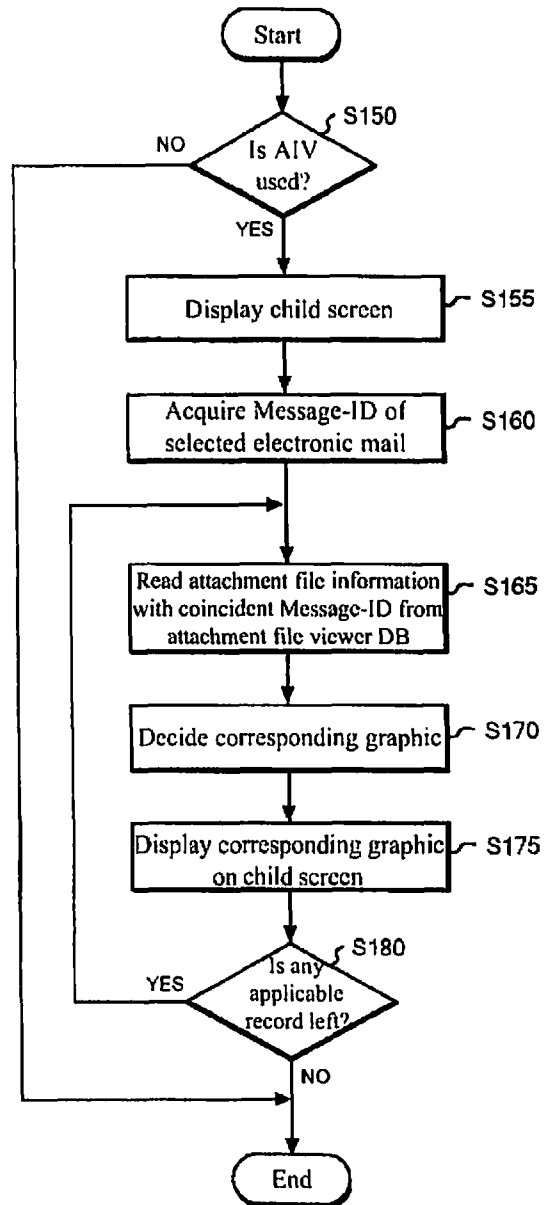 Start
S150
NO
Is AIV
used?
YES
Display child screen
S155
Acquire Message-ID of
selected electronic mail
S160
Read attachment file information
with coincident Message-ID from
attachment file viewer DB
S165
Decide corresponding graphic
S170
Display corresponding graphic
on child screen
S175
S180
YES
Is any
applicable
record left?
NO
End